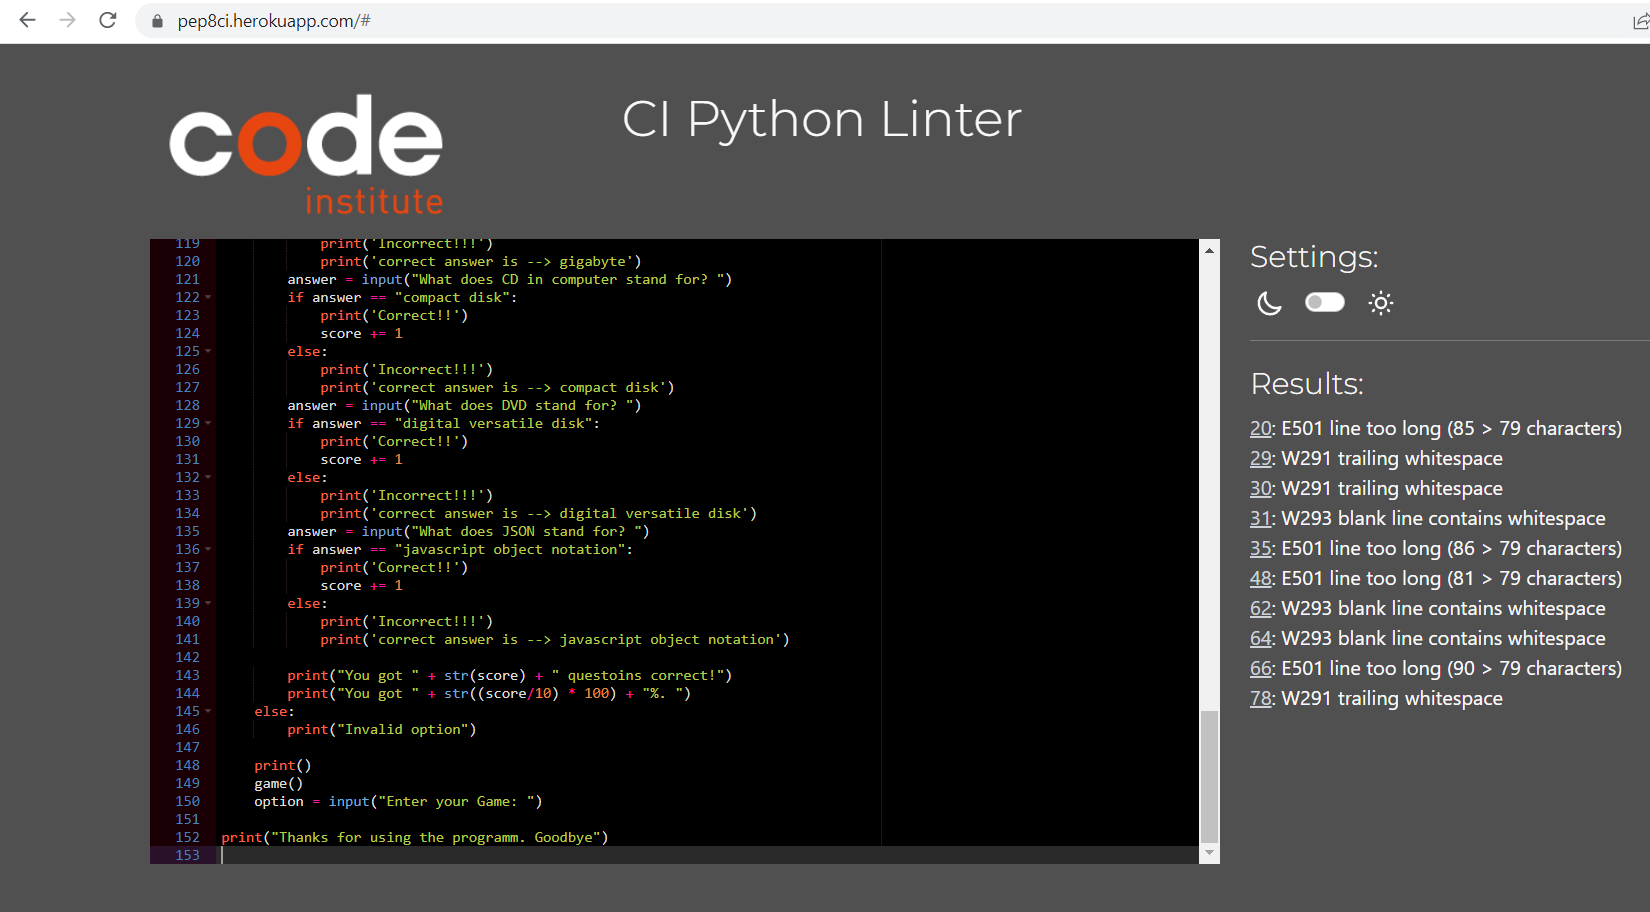 pep8ci.herokuapp.com/#
code
institute
CI Python Linter
119 print('Incorrect!!!')
120 print('correct answer is --> gigabyte')
121 answer = input("What does CD in computer stand for? ")
122 if answer == "compact disk":
123 print('Correct!!')
124 score += 1
125 else:
126 print('Incorrect!!!')
127 print('correct answer is --> compact disk')
128 answer = input("What does DVD stand for? ")
129 if answer == "digital versatile disk":
130 print('Correct!!')
131 score += 1
132 else:
133 print('Incorrect!!!')
134 print('correct answer is --> digital versatile disk')
135 answer = input("What does JSON stand for? ")
136 if answer == "javascript object notation":
137 print('Correct!!')
138 score += 1
139 else:
140 print('Incorrect!!!')
141 print('correct answer is --> javascript object notation')
142
143 print("You got " + str(score) + " questoins correct!")
144 print("You got " + str((score/10) * 100) + "%. ")
145 else:
146 print("Invalid option")
147
148 print()
149 game()
150 option = input("Enter your Game: ")
151
152 print("Thanks for using the programm. Goodbye")
153
Settings:
Results:
20: E501 line too long (85 > 79 characters)
29: W291 trailing whitespace
30: W291 trailing whitespace
31: W293 blank line contains whitespace
35: E501 line too long (86 > 79 characters)
48: E501 line too long (81 > 79 characters)
62: W293 blank line contains whitespace
64: W293 blank line contains whitespace
66: E501 line too long (90 > 79 characters)
78: W291 trailing whitespace